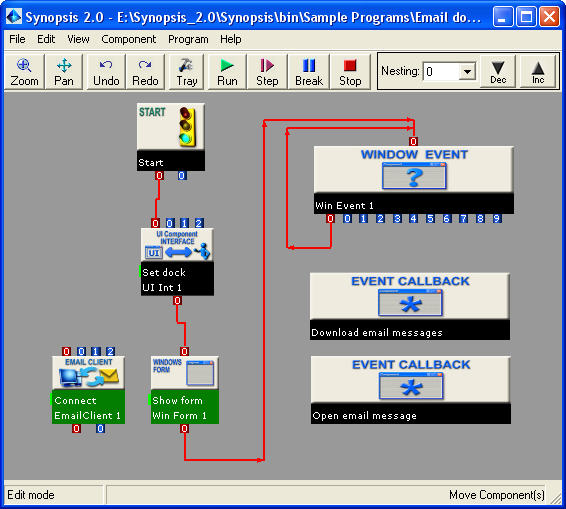 Synopsis 2.0 - E:\Synopsis_2.0\Synopsis\bin\Sample Programs\Email do...
File Edit View Component Program Help
Zoom Pan Undo Redo Tray Run Step Break Stop Nesting: 0 Dec Inc
START
Start
0 0
0 0 1 2
UI Component
INTERFACE
UI
Set dock
UI Int 1
0
0 0 1 2
EMAIL CLIENT
Connect
EmailClient 1
0 0
0
WINDOWS
FORM
Show form
Win Form 1
0
0
WINDOW EVENT
?
Win Event 1
0 0 1 2 3 4 5 6 7 8 9
EVENT CALLBACK
*
Download email messages
EVENT CALLBACK
*
Open email message
Edit mode
Move Component(s)